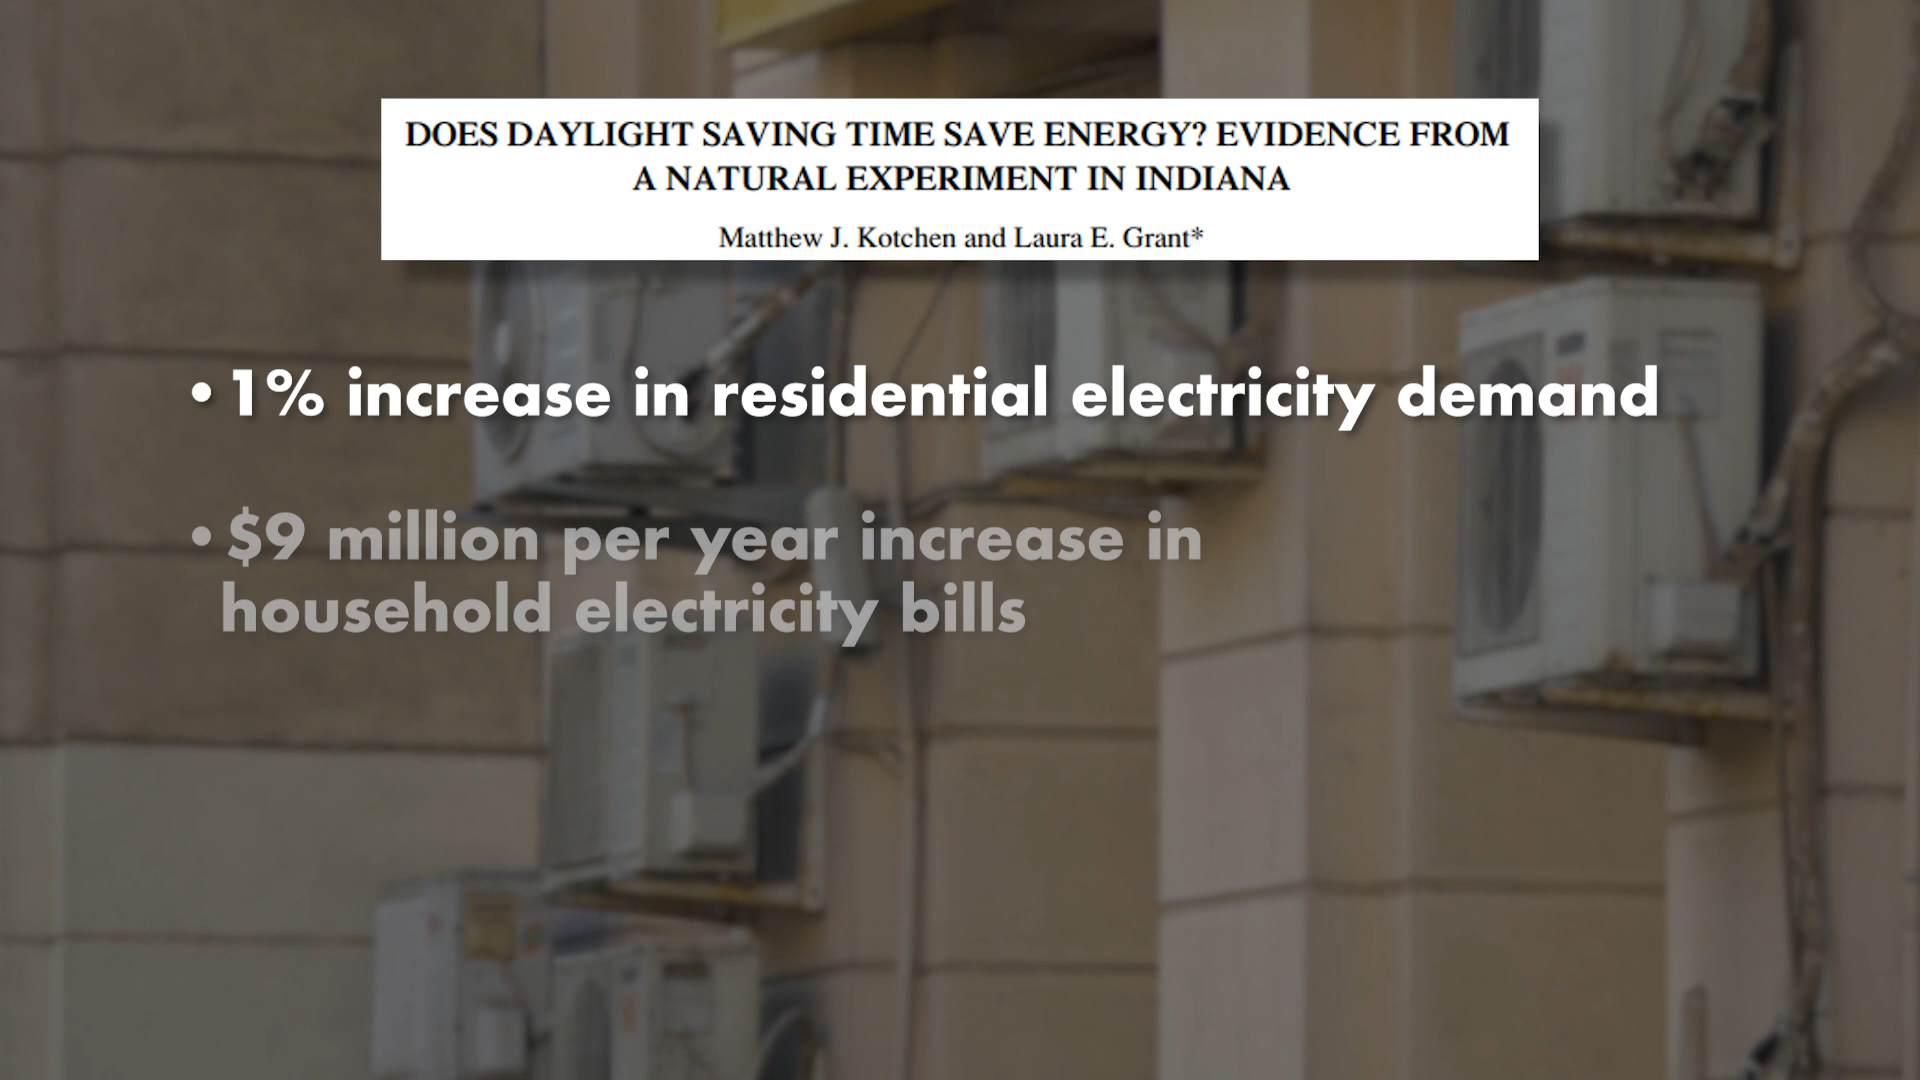 DOES DAYLIGHT SAVING TIME SAVE ENERGY? EVIDENCE FROM
A NATURAL EXPERIMENT IN INDIANA
Matthew J. Kotchen and Laura E. Grant*
• 1% increase in residential electricity demand
• $9 million per year increase in
household electricity bills